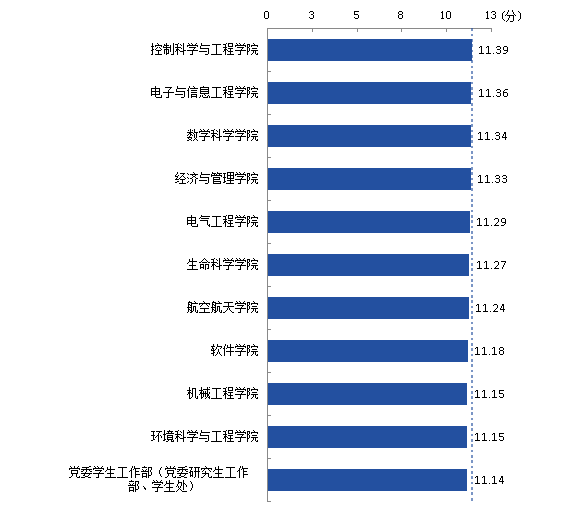 0 3 5 8 10 13 (分)
控制科学与工程学院 11.39
电子与信息工程学院 11.36
数学科学学院 11.34
经济与管理学院 11.33
电气工程学院 11.29
生命科学学院 11.27
航空航天学院 11.24
软件学院 11.18
机械工程学院 11.15
环境科学与工程学院 11.15
党委学生工作部（党委研究生工作
部、学生处） 11.14